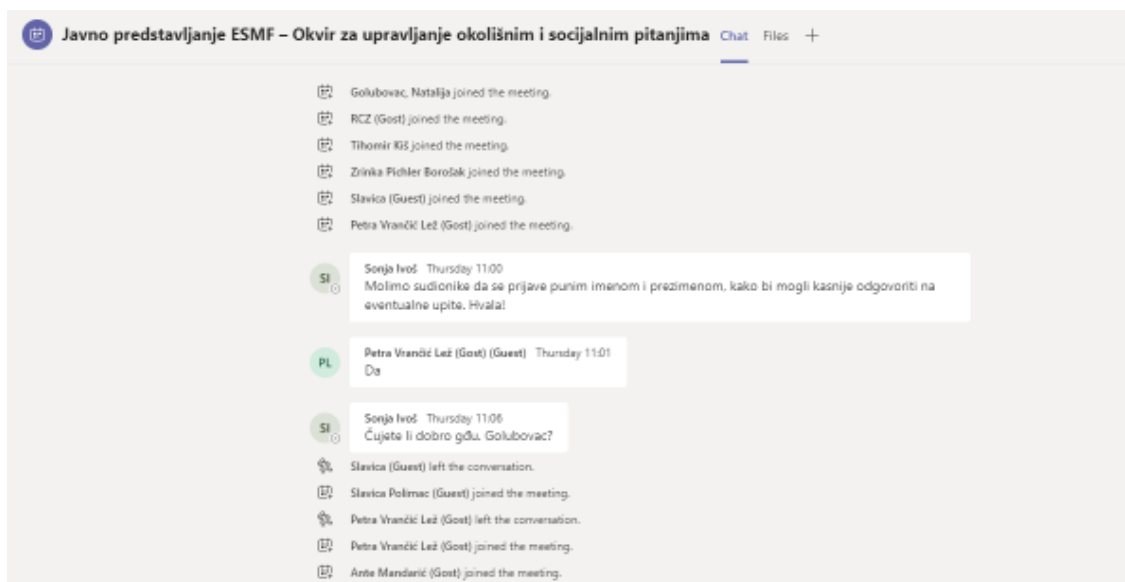 Javno predstavljanje ESMF – Okvir za upravljanje okolišnim i socijalnim pitanjima Chat Files +
Golubovac, Natalija joined the meeting.
RCZ (Gost) joined the meeting.
Tihomir Kiš joined the meeting.
Zrinka Pichler Borošak joined the meeting.
Slavica (Guest) joined the meeting.
Petra Vrančić Lež (Gost) joined the meeting.
SI
Sonja Ivoš Thursday 11:00
Molimo sudionike da se prijave punim imenom i prezimenom, kako bi mogli kasnije odgovoriti na
eventualne upite. Hvala!
PL
Petra Vrančić Lež (Gost) (Guest) Thursday 11:01
Da
SI
Sonja Ivoš Thursday 11:06
Čujete li dobro gđu. Golubovac?
Slavica (Guest) left the conversation.
Slavica Polimac (Guest) joined the meeting.
Petra Vrančić Lež (Gost) left the conversation.
Petra Vrančić Lež (Gost) joined the meeting.
Ante Mandarić (Gost) joined the meeting.